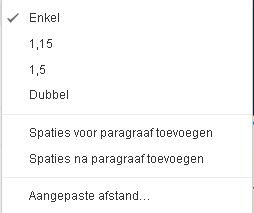 Enkel
1,15
1,5
Dubbel
Spaties voor paragraaf toevoegen
Spaties na paragraaf toevoegen
Aangepaste afstand...